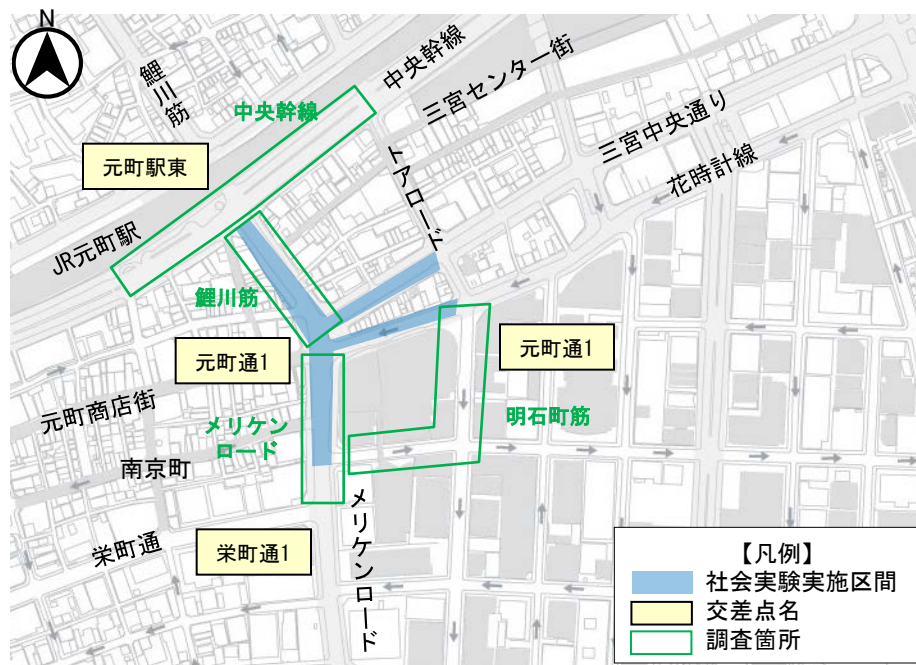 N
鯉川筋
中央幹線
中央幹線
三宮センター街
三宮中央通り
花時計線
元町駅東
トアロード
JR元町駅
鯉川筋
元町通1
元町通1
元町商店街
メリケン
ロード
明石町筋
南京町
メリケンロード
栄町通
栄町通1
【凡例】
社会実験実施区間
交差点名
調査箇所